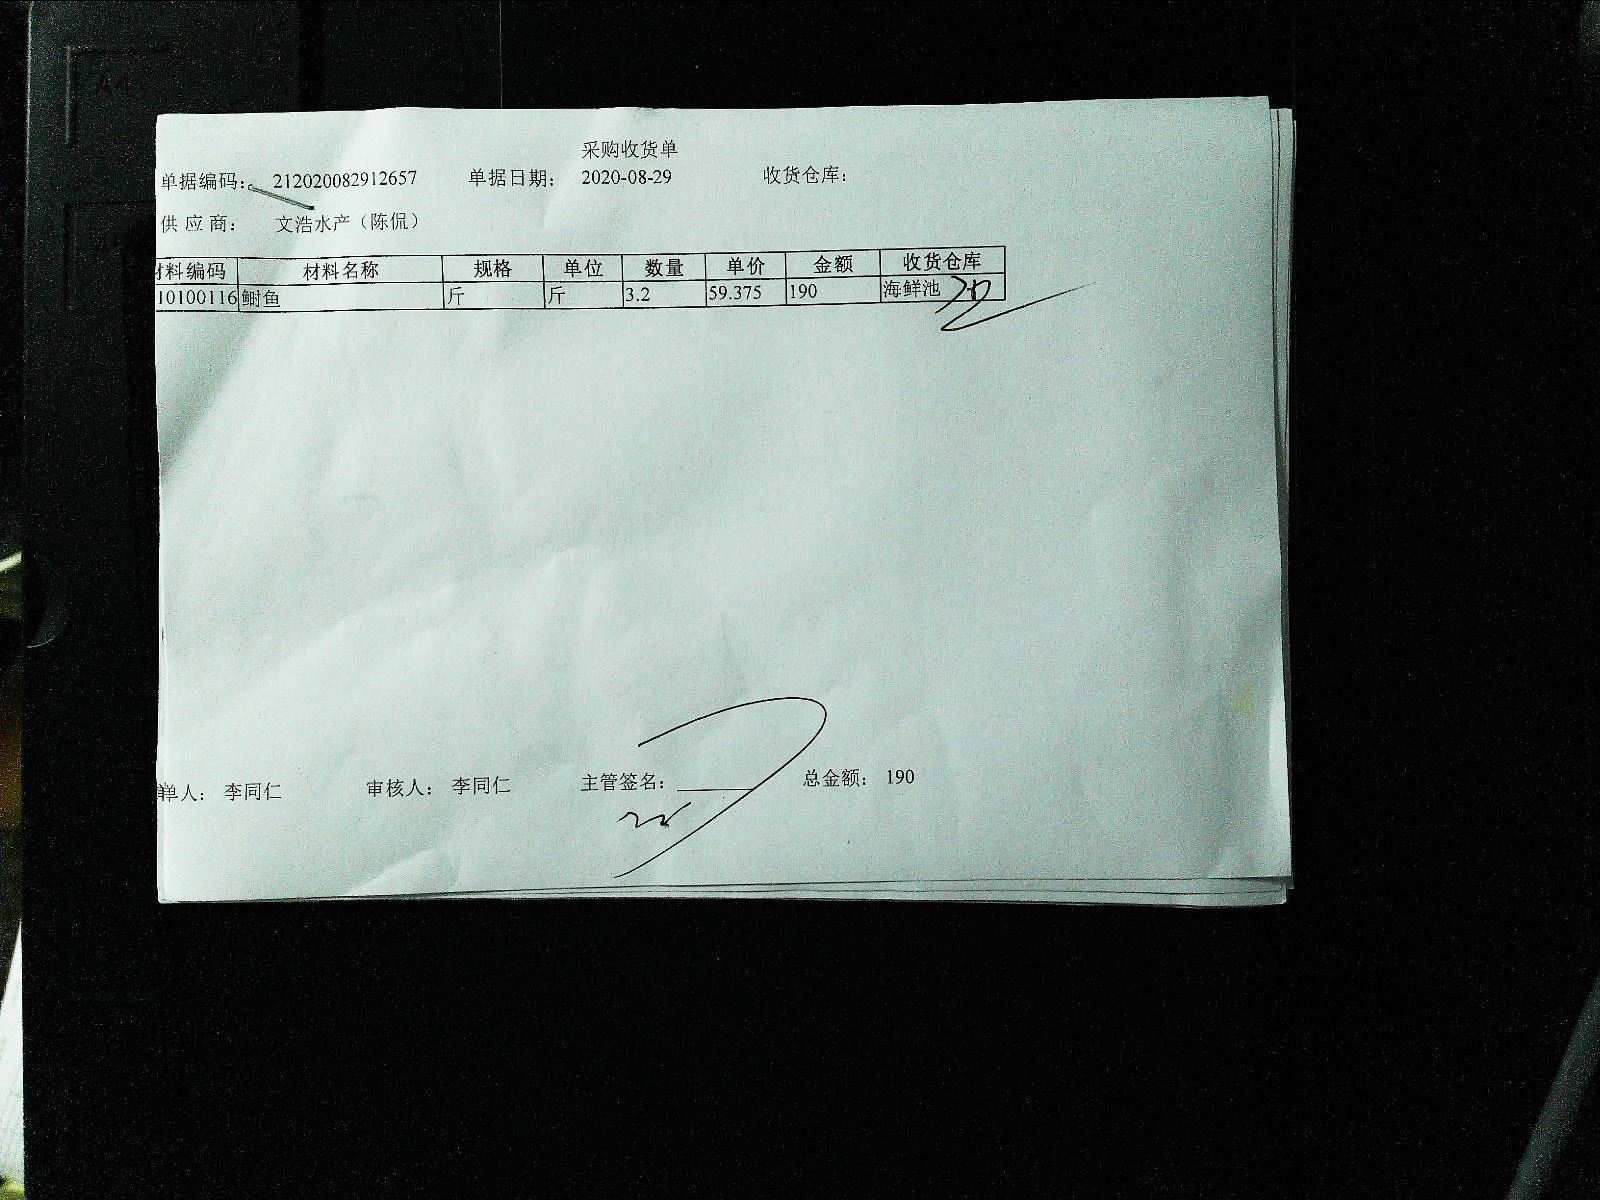 采购收货单
单据编码： 212020082912657 单据日期： 2020-08-29 收货仓库：
供 应 商： 文浩水产（陈侃）
材料编码 材料名称 规格 单位 数量 单价 金额 收货仓库
10100116 鲥鱼 斤 斤 3.2 59.375 190 海鲜池
单人： 李同仁 审核人： 李同仁 主管签名： 总金额： 190